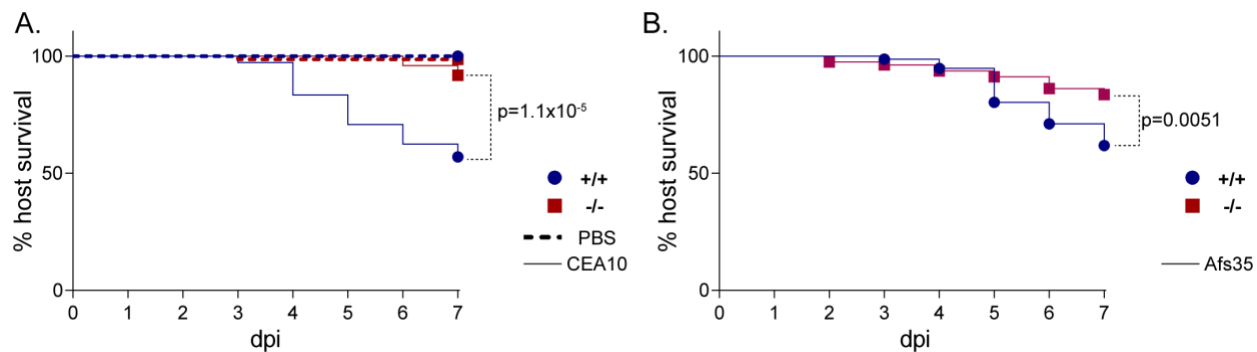 A.
% host survival
100
50
0
0 1 2 3 4 5 6 7
dpi
p=1.1x10⁻⁵
+/+
-/-
PBS
CEA10
B.
% host survival
100
50
0
0 1 2 3 4 5 6 7
dpi
p=0.0051
+/+
-/-
Afs35